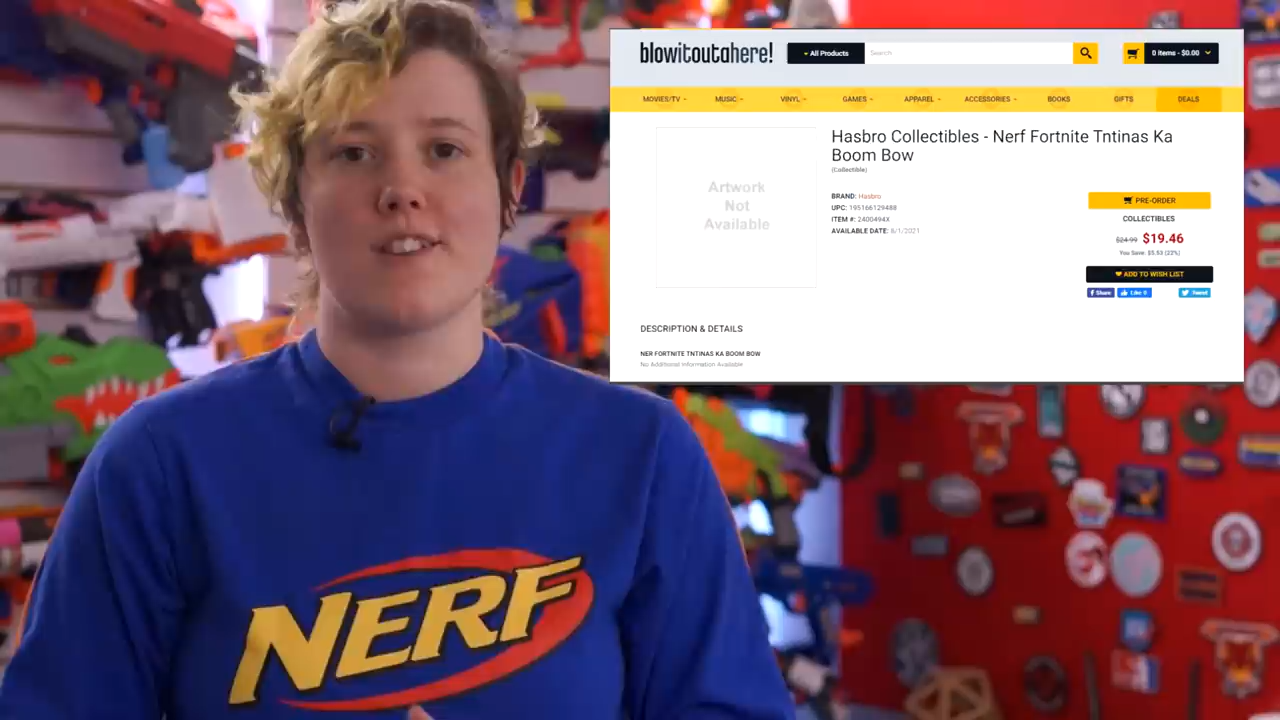 blowitoutahere!
All Products
Search
0 items - $0.00
MOVIES/TV
MUSIC
VINYL
GAMES
APPAREL
ACCESSORIES
BOOKS
GIFTS
DEALS
Artwork
Not
Available
Hasbro Collectibles - Nerf Fortnite Tntinas Ka
Boom Bow
(Collectible)
BRAND: Hasbro
UPC: 195166129488
ITEM #: 2400494X
AVAILABLE DATE: 8/1/2021
PRE-ORDER
COLLECTIBLES
$24.99 $19.46
You Save: $5.53 (22%)
ADD TO WISH LIST
Share
Like 0
Tweet
DESCRIPTION & DETAILS
NER FORTNITE TNTINAS KA BOOM BOW
No Additional Information Available
NERF